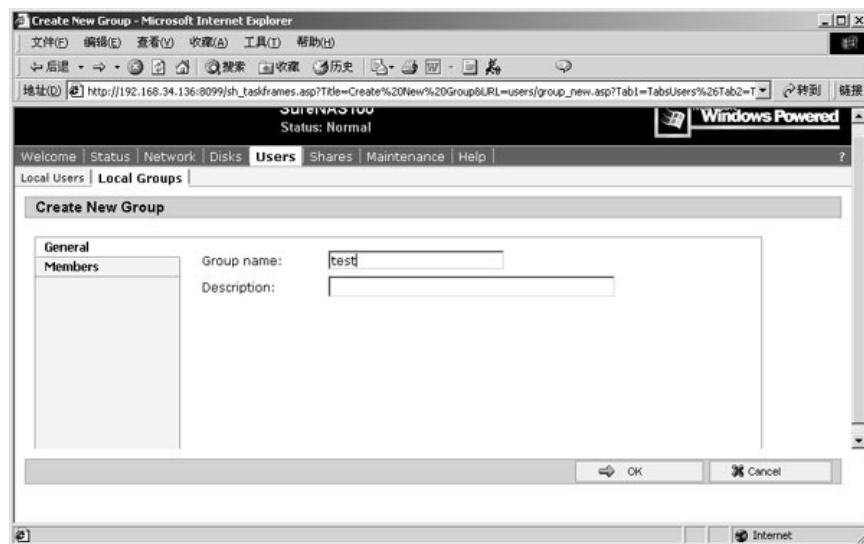 Create New Group - Microsoft Internet Explorer
文件(F) 编辑(E) 查看(V) 收藏(A) 工具(T) 帮助(H)
后退 搜索 收藏 历史
地址(D) http://192.168.34.136:8099/sh_taskframes.asp?Title=Create%20New%20Group&URL=users/group_new.asp?Tab1=TabsUsers%26Tab2=T 转到 链接
SureNAS100
Status: Normal
Windows Powered
Welcome Status Network Disks Users Shares Maintenance Help ?
Local Users Local Groups
Create New Group
General
Members
Group name: test
Description:
OK Cancel
Internet